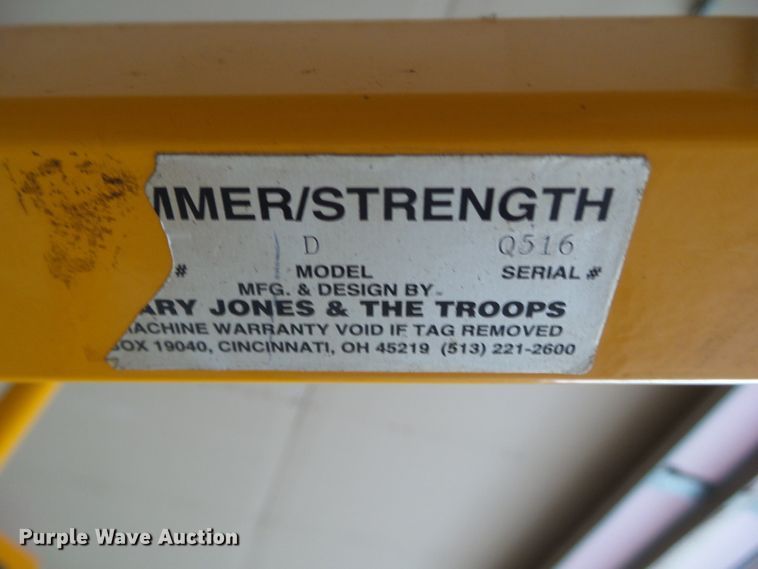 MMER/STRENGTH
D Q516
# MODEL SERIAL #
MFG. & DESIGN BY
ARY JONES & THE TROOPS
MACHINE WARRANTY VOID IF TAG REMOVED
BOX 19040, CINCINNATI, OH 45219 (513) 221-2600
Purple Wave Auction